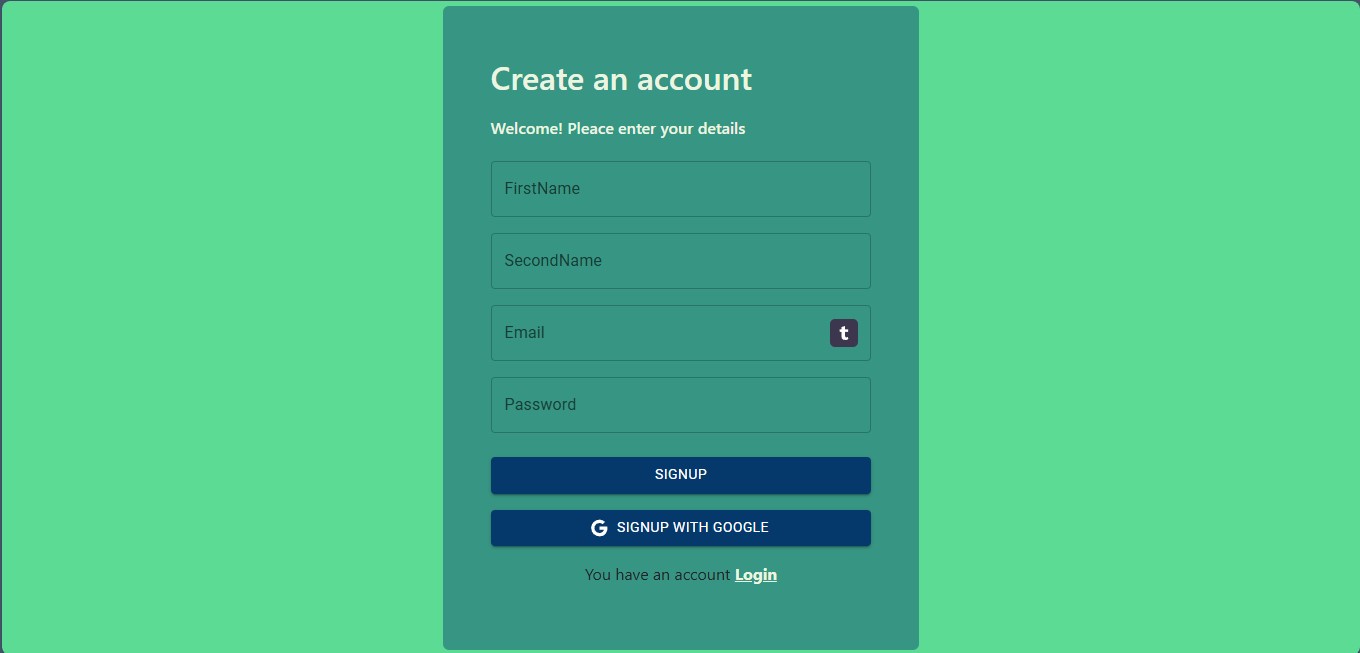 Create an account
Welcome! Pleace enter your details
FirstName
SecondName
Email t
Password
SIGNUP
G SIGNUP WITH GOOGLE
You have an account Login